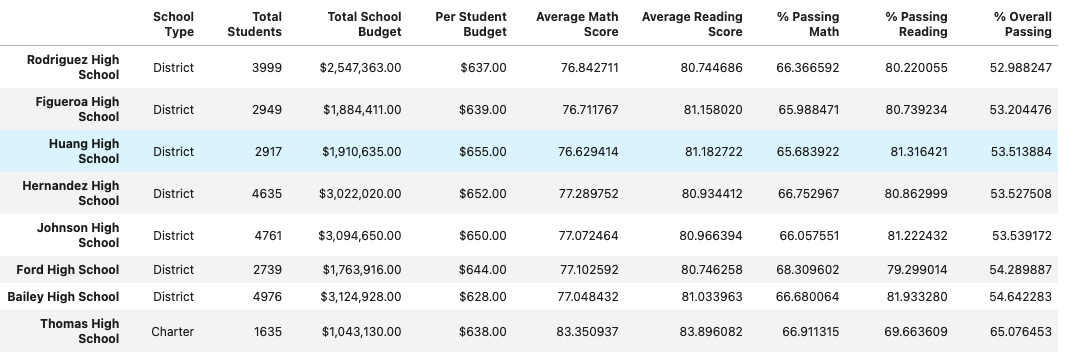 School Type Total Students Total School Budget Per Student Budget Average Math Score Average Reading Score % Passing Math % Passing Reading % Overall Passing
Rodriguez High School District 3999 $2,547,363.00 $637.00 76.842711 80.744686 66.366592 80.220055 52.988247
Figueroa High School District 2949 $1,884,411.00 $639.00 76.711767 81.158020 65.988471 80.739234 53.204476
Huang High School District 2917 $1,910,635.00 $655.00 76.629414 81.182722 65.683922 81.316421 53.513884
Hernandez High School District 4635 $3,022,020.00 $652.00 77.289752 80.934412 66.752967 80.862999 53.527508
Johnson High School District 4761 $3,094,650.00 $650.00 77.072464 80.966394 66.057551 81.222432 53.539172
Ford High School District 2739 $1,763,916.00 $644.00 77.102592 80.746258 68.309602 79.299014 54.289887
Bailey High School District 4976 $3,124,928.00 $628.00 77.048432 81.033963 66.680064 81.933280 54.642283
Thomas High School Charter 1635 $1,043,130.00 $638.00 83.350937 83.896082 66.911315 69.663609 65.076453